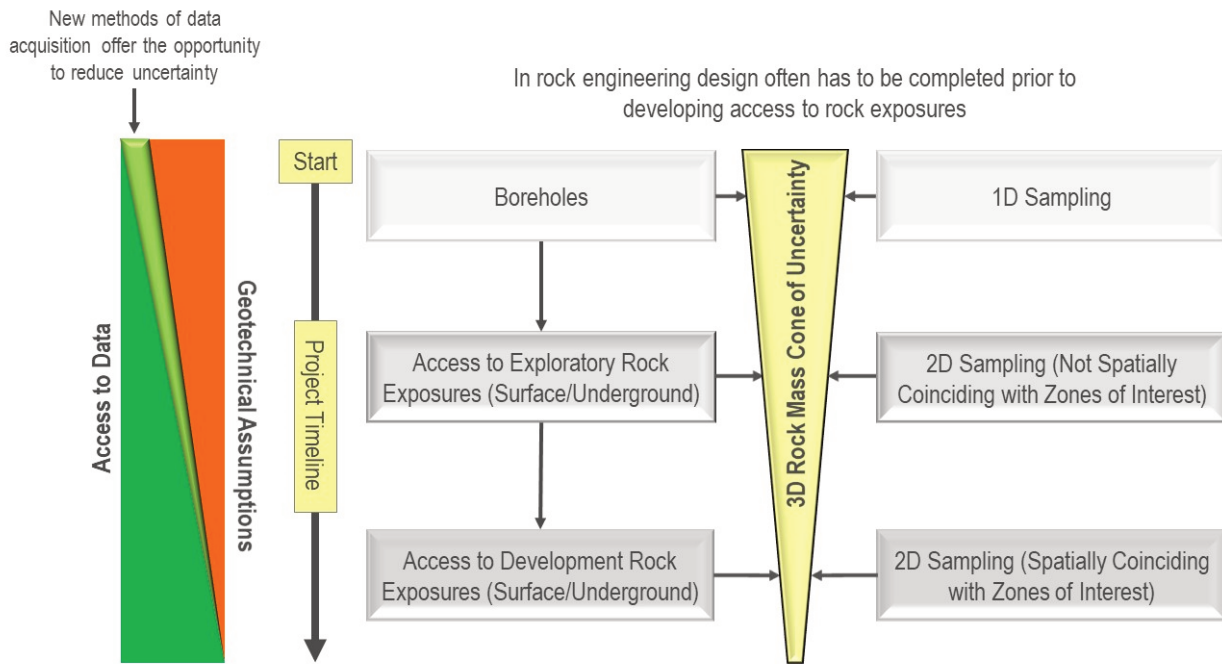 New methods of data
acquisition offer the opportunity
to reduce uncertainty
In rock engineering design often has to be completed prior to
developing access to rock exposures
Access to Data
Geotechnical Assumptions
Start
Project Timeline
Boreholes
3D Rock Mass Cone of Uncertainty
1D Sampling
Access to Exploratory Rock
Exposures (Surface/Underground)
2D Sampling (Not Spatially
Coinciding with Zones of Interest)
Access to Development Rock
Exposures (Surface/Underground)
2D Sampling (Spatially Coinciding
with Zones of Interest)